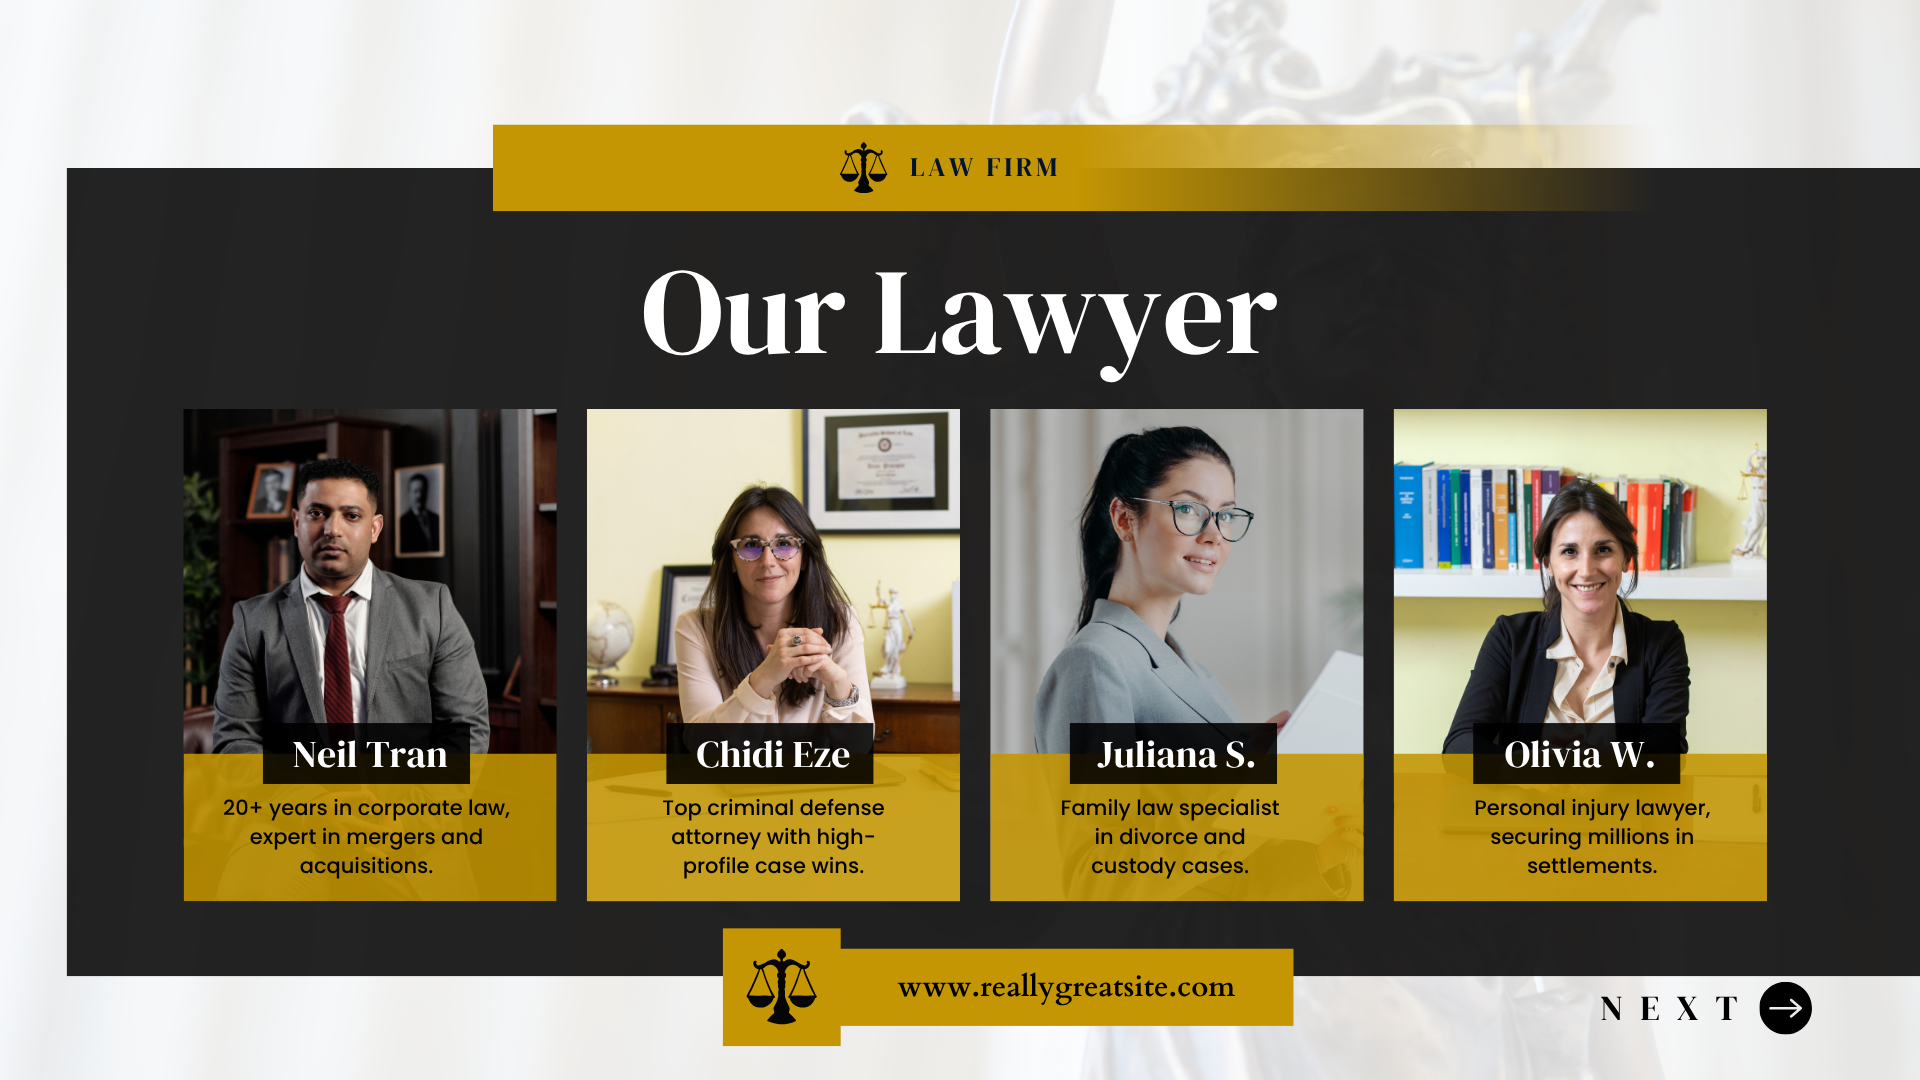 LAW FIRM
Our Lawyer
Neil Tran
20+ years in corporate law,
expert in mergers and
acquisitions.
Chidi Eze
Top criminal defense
attorney with high-
profile case wins.
Juliana S.
Family law specialist
in divorce and
custody cases.
Olivia W.
Personal injury lawyer,
securing millions in
settlements.
www.reallygreatsite.com
NEXT